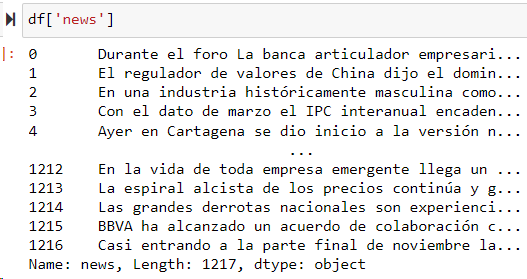 df['news']
0 Durante el foro La banca articulador empresari...
1 El regulador de valores de China dijo el domin...
2 En una industria históricamente masculina como...
3 Con el dato de marzo el IPC interanual encaden...
4 Ayer en Cartagena se dio inicio a la versión n...
...
1212 En la vida de toda empresa emergente llega un ...
1213 La espiral alcista de los precios continúa y g...
1214 Las grandes derrotas nacionales son experienci...
1215 BBVA ha alcanzado un acuerdo de colaboración c...
1216 Casi entrando a la parte final de noviembre la...
Name: news, Length: 1217, dtype: object